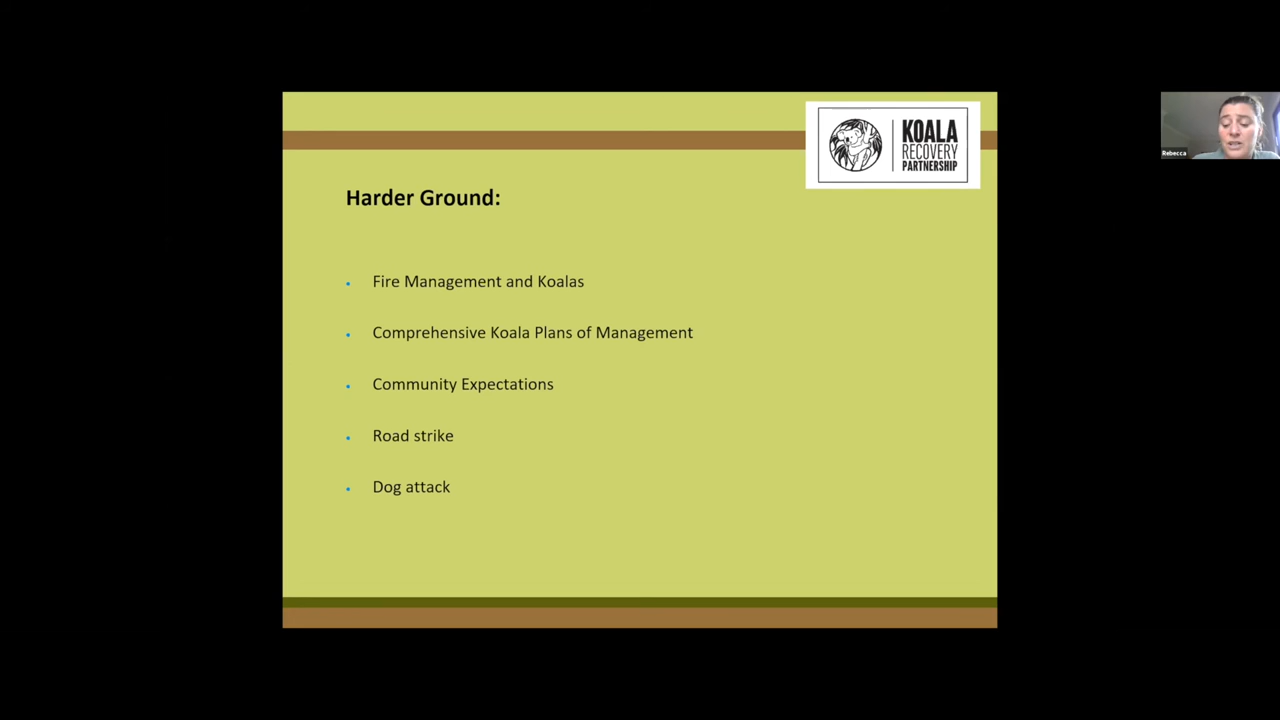 KOALA
RECOVERY
PARTNERSHIP
Rebecca
Harder Ground:
Fire Management and Koalas
Comprehensive Koala Plans of Management
Community Expectations
Road strike
Dog attack